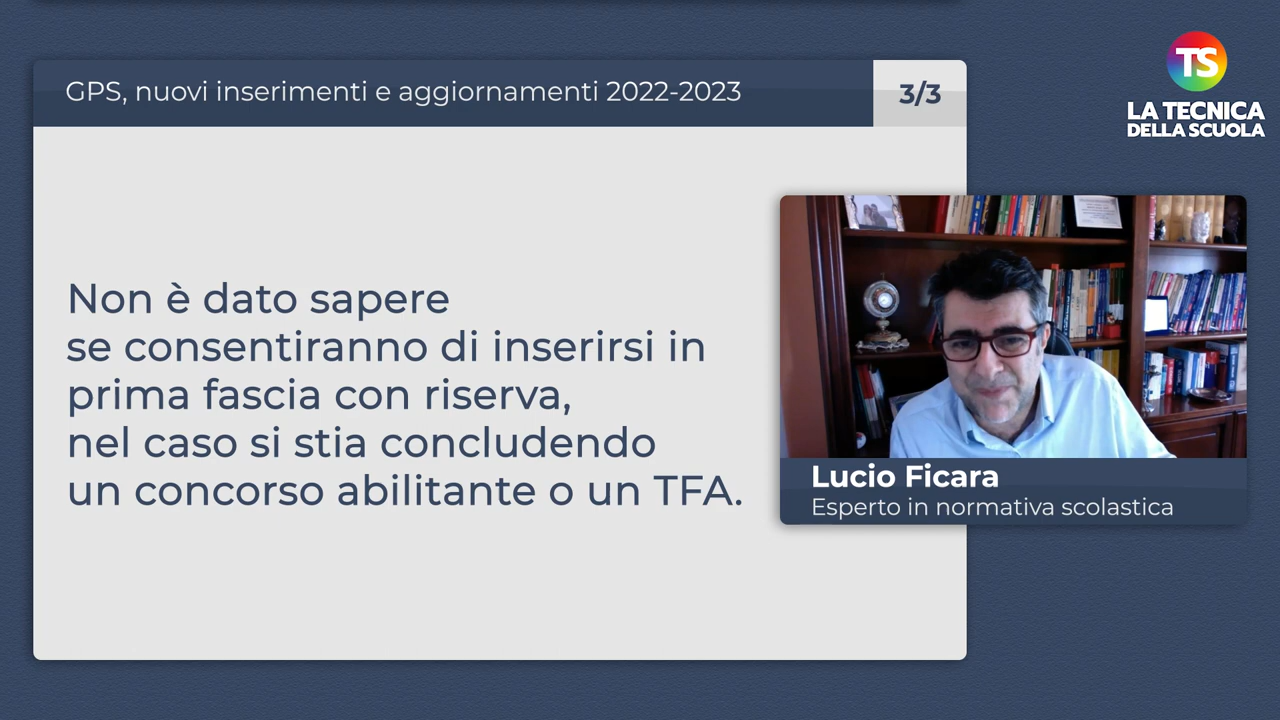 GPS, nuovi inserimenti e aggiornamenti 2022-2023
3/3
TS
LA TECNICA
DELLA SCUOLA
Non è dato sapere
se consentiranno di inserirsi in
prima fascia con riserva,
nel caso si stia concludendo
un concorso abilitante o un TFA.
Lucio Ficara
Esperto in normativa scolastica